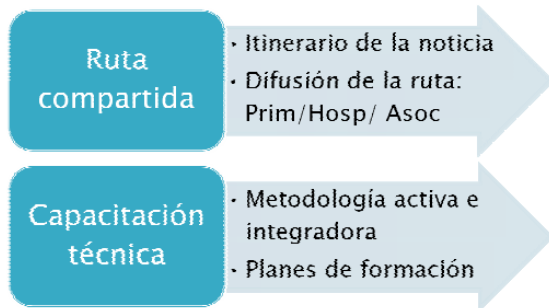 Ruta
compartida
· Itinerario de la noticia
· Difusión de la ruta:
Prim/Hosp/ Asoc
Capacitación
técnica
· Metodología activa e
integradora
· Planes de formación